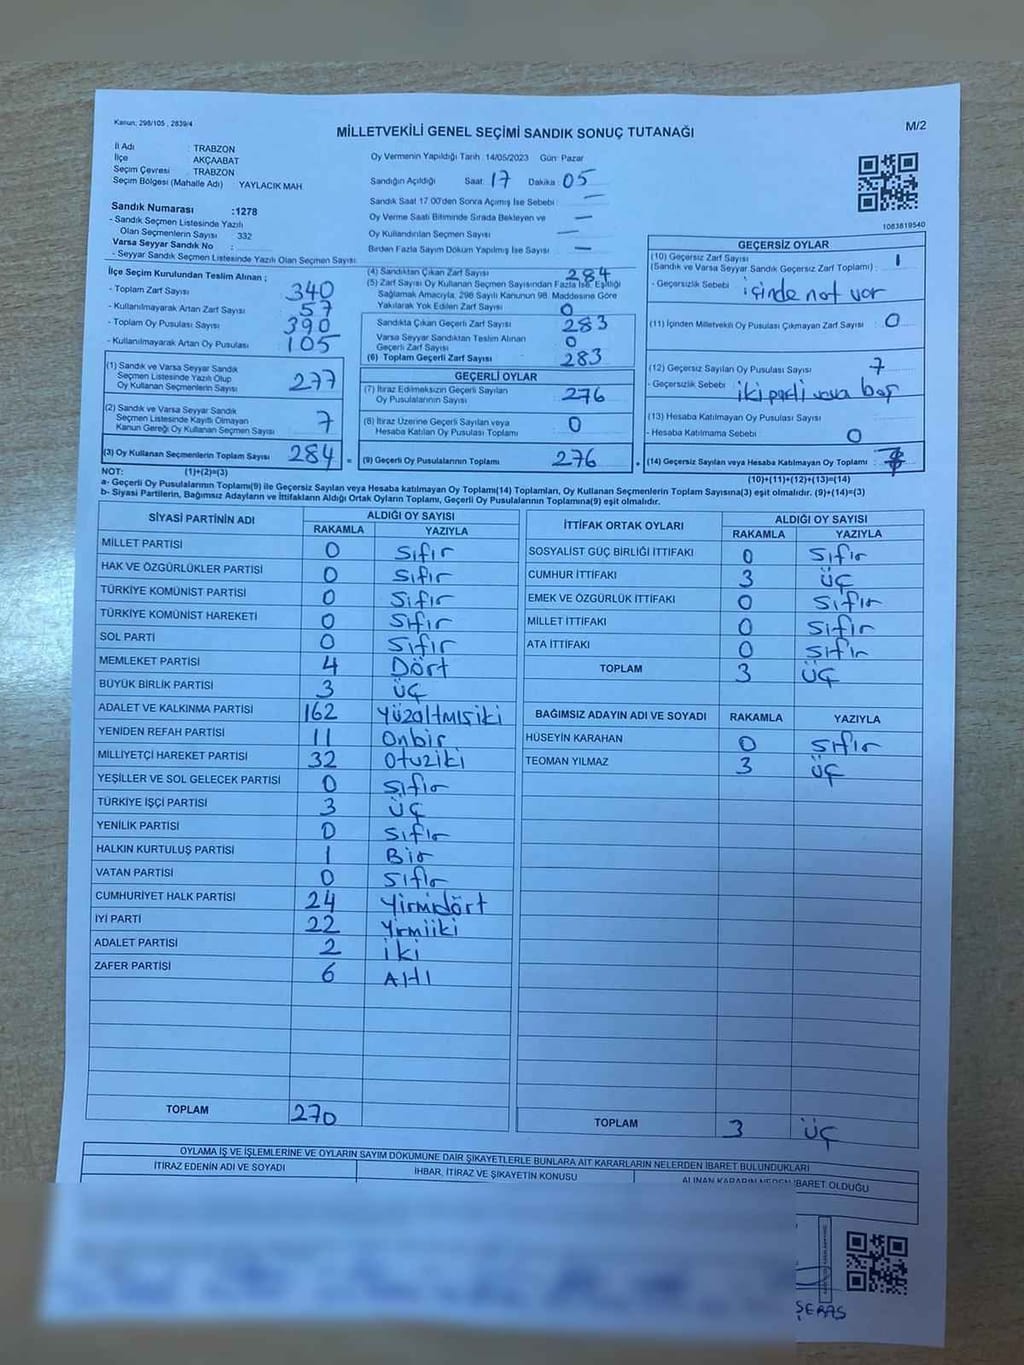 Kanun; 298/105 , 2839/4
MİLLETVEKİLİ GENEL SEÇİMİ SANDIK SONUÇ TUTANAĞI
M/2
İl Adı : TRABZON
İlçe AKÇAABAT
Seçim Çevresi TRABZON
Seçim Bölgesi (Mahalle Adı) YAYLACIK MAH
Oy Vermenin Yapıldığı Tarih 14/05/2023 Gün: Pazar
Sandığın Açıldığı Saat: 17 Dakika: 05
Sandık Saat 17.00'den Sonra Açımış İse Sebebi : —
Oy Verme Saati Bitiminde Sırada Bekleyen ve —
Oy Kullandırılan Seçmen Sayısı —
Birden Fazla Sayım Döküm Yapılmış İse Sayısı —
1083819540
Sandık Numarası :1278
- Sandık Seçmen Listesinde Yazılı
Olan Seçmenlerin Sayısı : 332
Varsa Seyyar Sandık No :
- Seyyar Sandık Seçmen Listesinde Yazılı Olan Seçmen Sayısı:
İlçe Seçim Kurulundan Teslim Alınan ;
- Toplam Zarf Sayısı : 340
- Kullanılmayarak Artan Zarf Sayısı : 57
- Toplam Oy Pusulası Sayısı : 390
- Kullanılmayarak Artan Oy Pusulası : 105
(1) Sandık ve Varsa Seyyar Sandık
Seçmen Listesinde Yazılı Olup
Oy Kullanan Seçmenlerin Sayısı 277
(2) Sandık ve Varsa Seyyar Sandık
Seçmen Listesinde Kayıtlı Olmayan
Kanun Gereği Oy Kullanan Seçmen Sayısı 7
(3) Oy Kullanan Seçmenlerin Toplam Sayısı 284 =
(4) Sandıktan Çıkan Zarf Sayısı 284
(5) Zarf Sayısı Oy Kullanan Seçmen Sayısından Fazla İse, Eşitliği
Sağlamak Amacıyla, 298 Sayılı Kanunun 98. Maddesine Göre
Yakılarak Yok Edilen Zarf Sayısı : 0
Sandıkta Çıkan Geçerli Zarf Sayısı 283
Varsa Seyyar Sandıktan Teslim Alınan
Geçerli Zarf Sayısı 0
(6) Toplam Geçerli Zarf Sayısı 283
GEÇERLİ OYLAR
(7) İtiraz Edilmeksizin Geçerli Sayılan
Oy Pusulalarının Sayısı 276
(8) İtiraz Üzerine Geçerli Sayılan veya
Hesaba Katılan Oy Pusulası Toplamı 0
(9) Geçerli Oy Pusulalarının Toplamı 276
GEÇERSİZ OYLAR
(10) Geçersiz Zarf Sayısı
(Sandık ve Varsa Seyyar Sandık Geçersiz Zarf Toplamı) : 1
- Geçersizlik Sebebi : içinde not var
(11) İçinden Milletvekili Oy Pusulası Çıkmayan Zarf Sayısı : 0
(12) Geçersiz Sayılan Oy Pusulası Sayısı : 7
- Geçersizlik Sebebi : iki parti veya boş
(13) Hesaba Katılmayan Oy Pusulası Sayısı :
- Hesaba Katılmama Sebebi : 0
(14) Geçersiz Sayılan veya Hesaba Katılmayan Oy Toplamı :
(10)+(11)+(12)+(13)=(14)
NOT: (1)+(2)=(3)
a- Geçerli Oy Pusulalarının Toplamı(9) ile Geçersiz Sayılan veya Hesaba katılmayan Oy Toplamı(14) Toplamları, Oy Kullanan Seçmenlerin Toplam Sayısına(3) eşit olmalıdır. (9)+(14)=(3)
b- Siyasi Partilerin, Bağımsız Adayların ve İttifakların Aldığı Ortak Oyların Toplamı, Geçerli Oy Pusulalarının Toplamına(9) eşit olmalıdır.
SİYASİ PARTİNİN ADI ALDIĞI OY SAYISI
RAKAMLA YAZIYLA
MİLLET PARTİSİ 0 Sıfır
HAK VE ÖZGÜRLÜKLER PARTİSİ 0 Sıfır
TÜRKİYE KOMÜNİST PARTİSİ 0 Sıfır
TÜRKİYE KOMÜNİST HAREKETİ 0 Sıfır
SOL PARTİ 0 Sıfır
MEMLEKET PARTİSİ 4 Dört
BÜYÜK BİRLİK PARTİSİ 3 üç
ADALET VE KALKINMA PARTİSİ 162 Yüzaltmışiki
YENİDEN REFAH PARTİSİ 11 Onbir
MİLLİYETÇİ HAREKET PARTİSİ 32 Otuziki
YEŞİLLER VE SOL GELECEK PARTİSİ 0 Sıfır
TÜRKİYE İŞÇİ PARTİSİ 3 üç
YENİLİK PARTİSİ 0 Sıfır
HALKIN KURTULUŞ PARTİSİ 1 Bir
VATAN PARTİSİ 0 Sıfır
CUMHURİYET HALK PARTİSİ 24 Yirmidört
İYİ PARTİ 22 Yirmiiki
ADALET PARTİSİ 2 iki
ZAFER PARTİSİ 6 Altı
TOPLAM 270
İTTİFAK ORTAK OYLARI ALDIĞI OY SAYISI
RAKAMLA YAZIYLA
SOSYALİST GÜÇ BİRLİĞİ İTTİFAKI 0 Sıfır
CUMHUR İTTİFAKI 3 üç
EMEK VE ÖZGÜRLÜK İTTİFAKI 0 Sıfır
MİLLET İTTİFAKI 0 Sıfır
ATA İTTİFAKI 0 Sıfır
TOPLAM 3 üç
BAĞIMSIZ ADAYIN ADI VE SOYADI RAKAMLA YAZIYLA
HÜSEYİN KARAHAN 0 Sıfır
TEOMAN YILMAZ 3 üç
TOPLAM 3 üç
OYLAMA İŞ VE İŞLEMLERİNE VE OYLARIN SAYIM DÖKÜMÜNE DAİR ŞİKAYETLERLE BUNLARA AİT KARARLARIN NELERDEN İBARET BULUNDUKLARI
İTİRAZ EDENİN ADI VE SOYADI İHBAR, İTİRAZ VE ŞİKAYETİN KONUSU ALINAN KARARIN NEDEN İBARET OLDUĞU